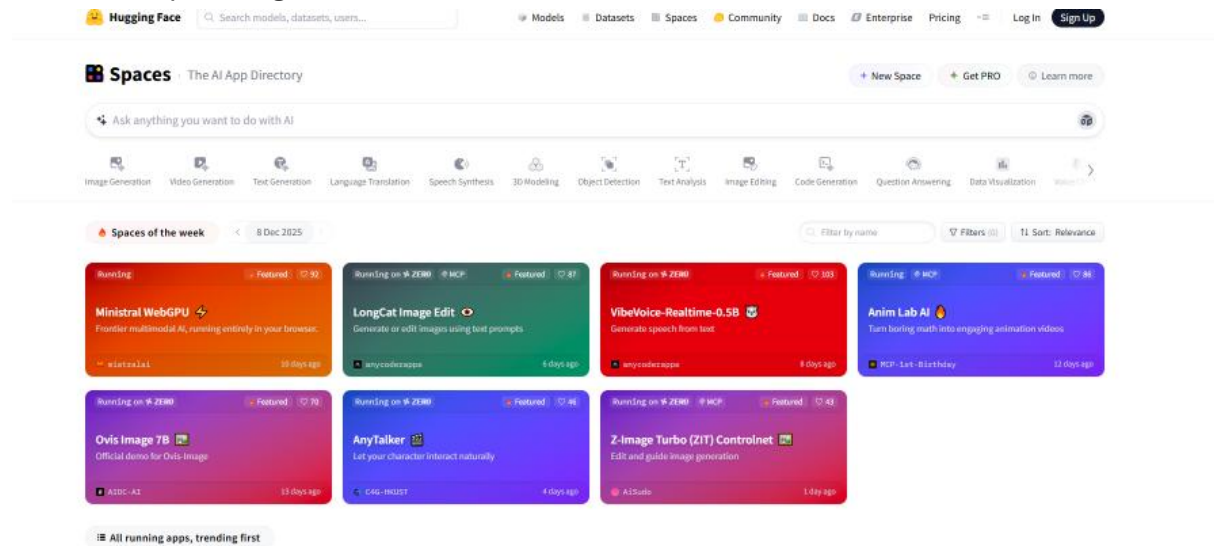 Hugging Face Search models, datasets, users... Models Datasets Spaces Community Docs Enterprise Pricing Log In Sign Up
Spaces · The AI App Directory + New Space Get PRO Learn more
Ask anything you want to do with AI
Image Generation Video Generation Text Generation Language Translation Speech Synthesis 3D Modeling Object Detection Text Analysis Image Editing Code Generation Question Answering Data Visualization
Spaces of the week 8 Dec 2025 Filter by name Filters (0) Sort: Relevance
Running Featured 92
Ministral WebGPU
Frontier multimodal AI, running entirely in your browser.
mistralai 10 days ago
Running on ZERO MCP Featured 87
LongCat Image Edit
Generate or edit images using text prompts
anycoderapps 6 days ago
Running on ZERO Featured 103
VibeVoice-Realtime-0.5B
Generate speech from text
anycoderapps 8 days ago
Running MCP Featured
Anim Lab AI
Turn boring math into engaging animation videos
MCP-1st-Birthday 12 days ago
Running on ZERO Featured 70
Ovis Image 7B
Official demo for Ovis-Image
AIDC-AI 13 days ago
Running on ZERO Featured 46
AnyTalker
Let your character interact naturally
C4G-HKUST 4 days ago
Running on ZERO MCP Featured 43
Z-Image Turbo (ZIT) Controlnet
Edit and guide image generation
AiSudo 1 day ago
All running apps, trending first